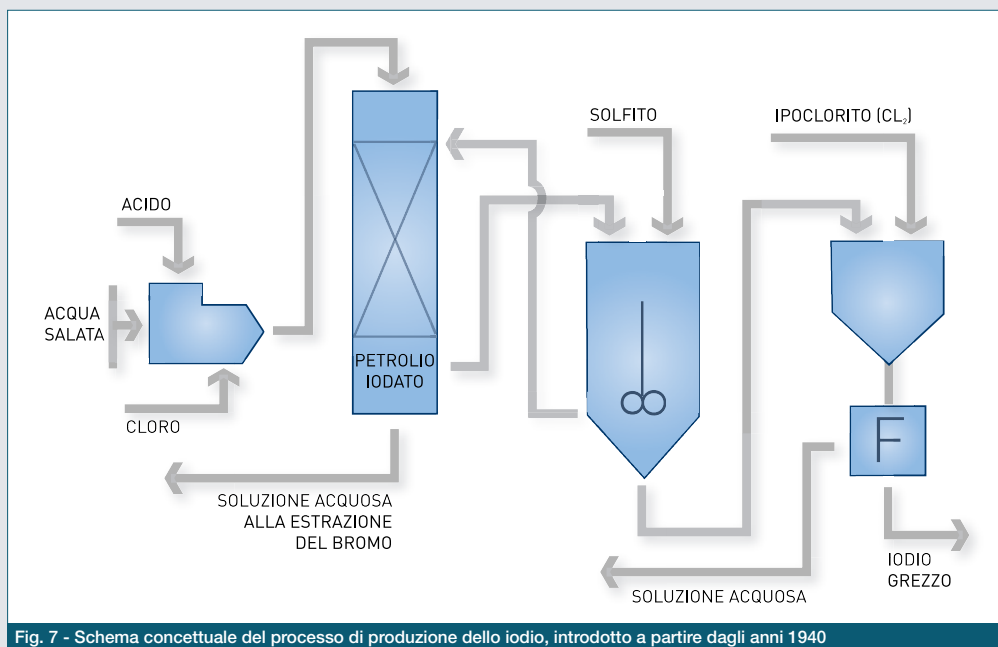 SOLFITO
IPOCLORITO (CL₂)
ACIDO
ACQUA
SALATA
CLORO
PETROLIO
IODATO
SOLUZIONE ACQUOSA
ALLA ESTRAZIONE
DEL BROMO
F
SOLUZIONE ACQUOSA
IODIO
GREZZO
Fig. 7 - Schema concettuale del processo di produzione dello iodio, introdotto a partire dagli anni 1940